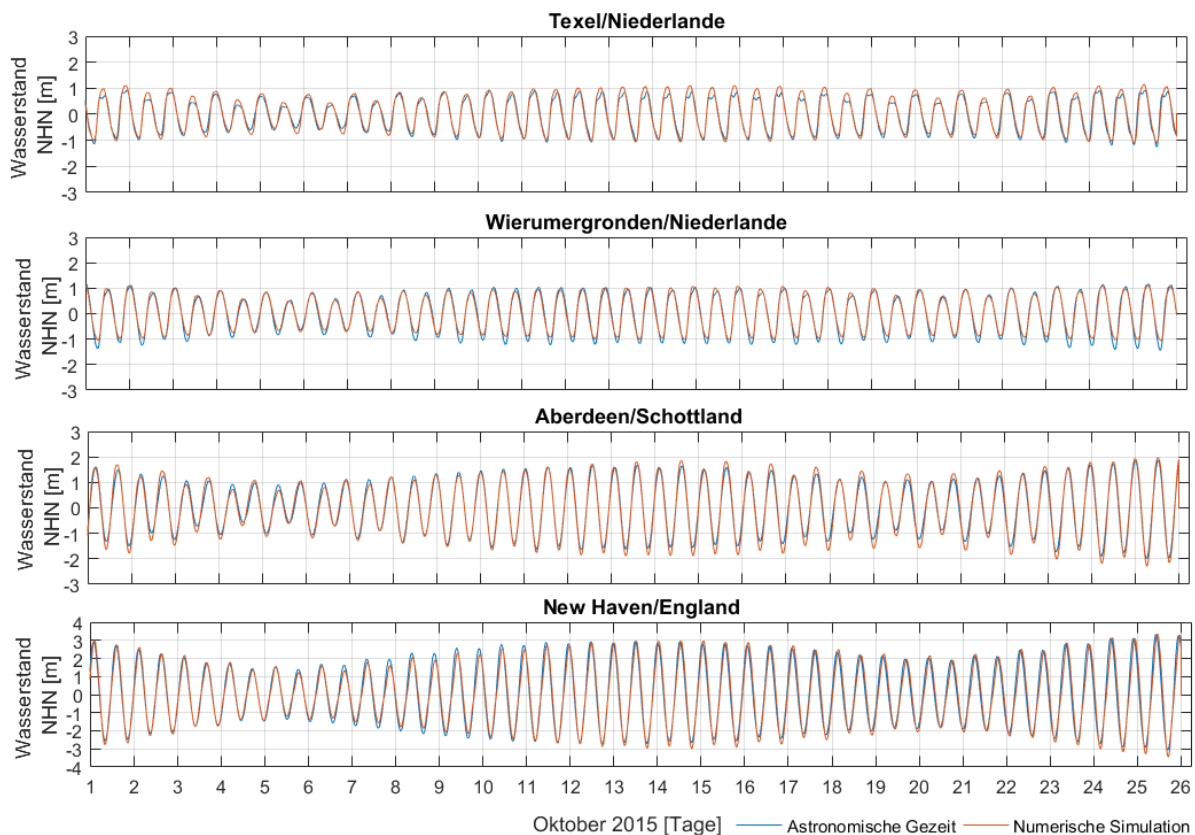 Texel/Niederlande
Wasserstand
NHN [m]
3
2
1
0
-1
-2
-3
Wierumergronden/Niederlande
Wasserstand
NHN [m]
3
2
1
0
-1
-2
-3
Aberdeen/Schottland
Wasserstand
NHN [m]
3
2
1
0
-1
-2
-3
New Haven/England
Wasserstand
NHN [m]
4
3
2
1
0
-1
-2
-3
-4
1 2 3 4 5 6 7 8 9 10 11 12 13 14 15 16 17 18 19 20 21 22 23 24 25 26
Oktober 2015 [Tage] Astronomische Gezeit Numerische Simulation